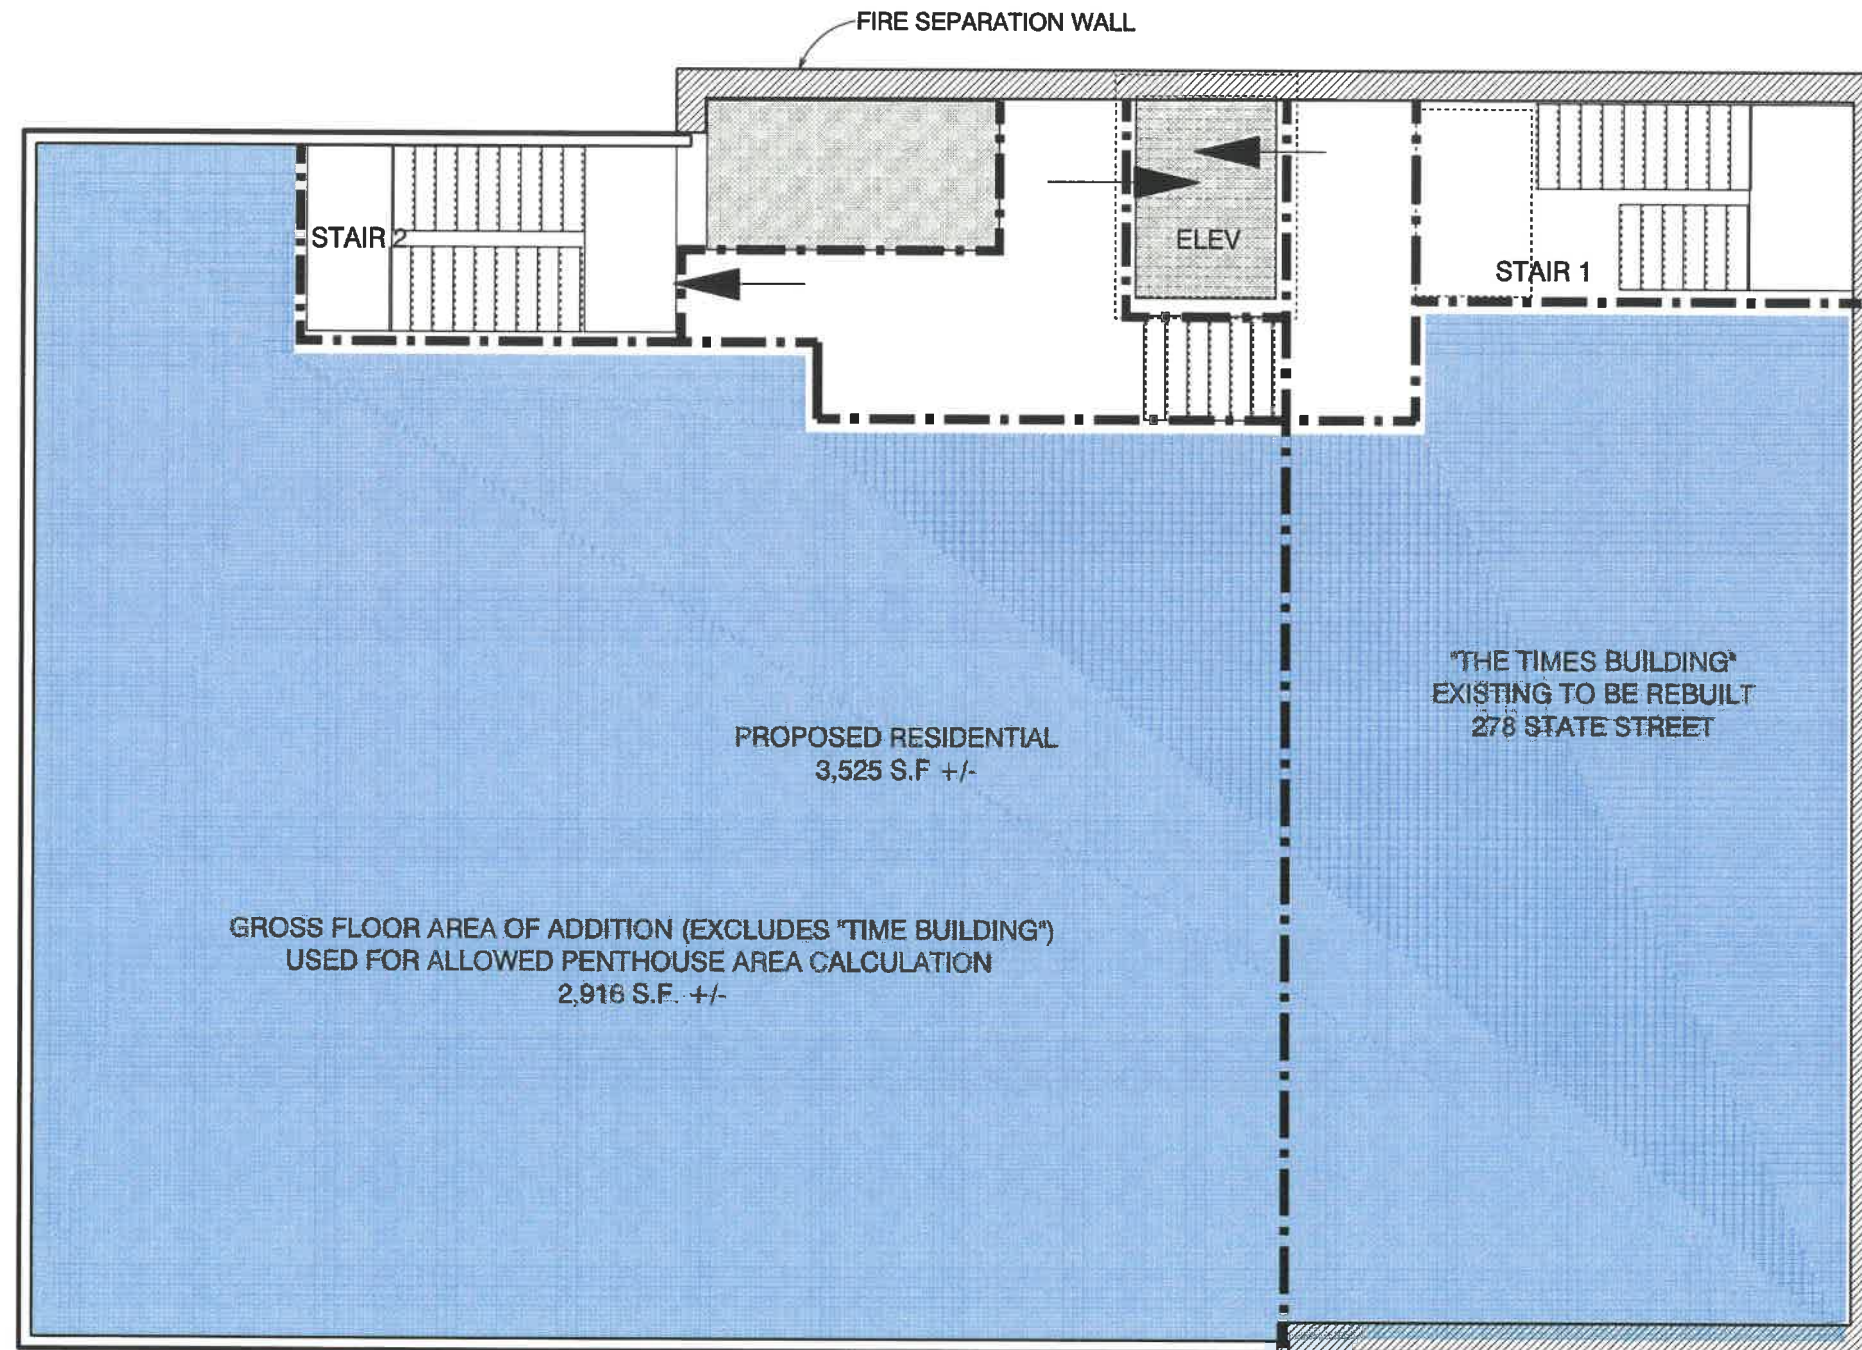 FIRE SEPARATION WALL
STAIR 2
ELEV
STAIR 1
"THE TIMES BUILDING"
EXISTING TO BE REBUILT
278 STATE STREET
PROPOSED RESIDENTIAL
3,525 S.F +/-
GROSS FLOOR AREA OF ADDITION (EXCLUDES "TIME BUILDING")
USED FOR ALLOWED PENTHOUSE AREA CALCULATION
2,916 S.F. +/-